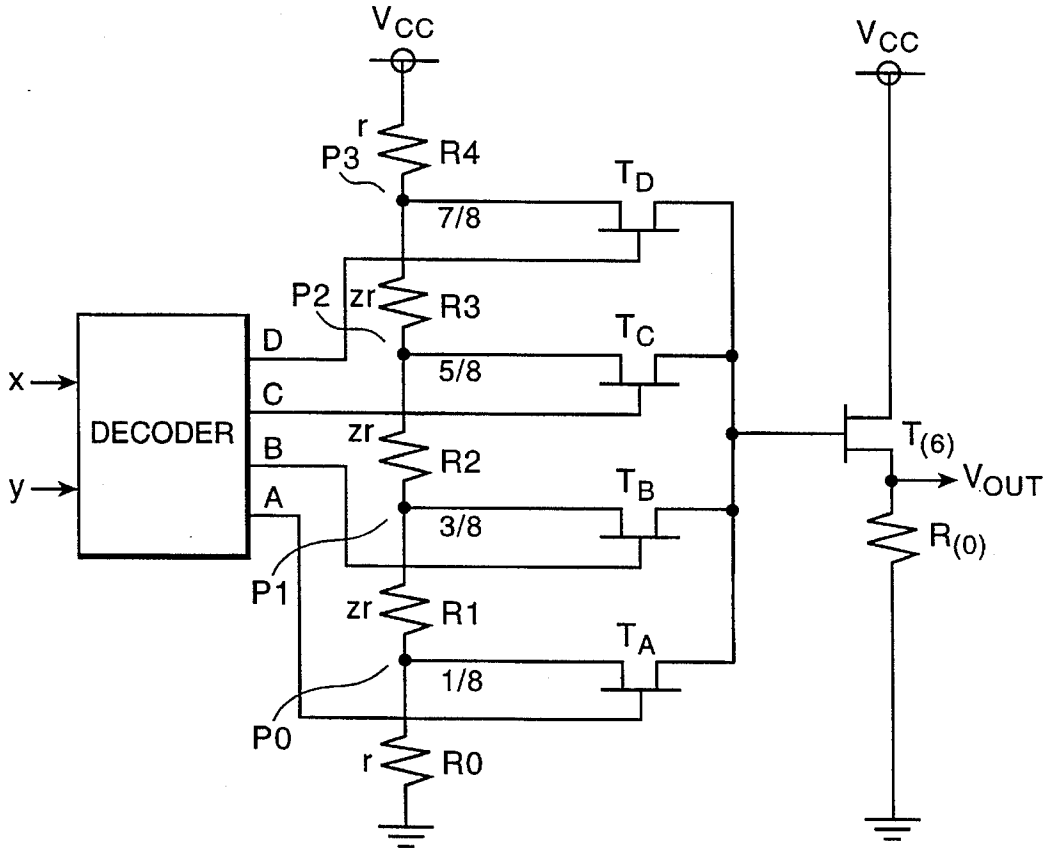 VCC
VCC
r
R4
P3
TD
7/8
P2
zr
R3
TC
D
5/8
x
C
DECODER
zr
R2
T(6)
B
TB
y
A
VOUT
3/8
R(0)
P1
zr
R1
TA
1/8
P0
r
R0